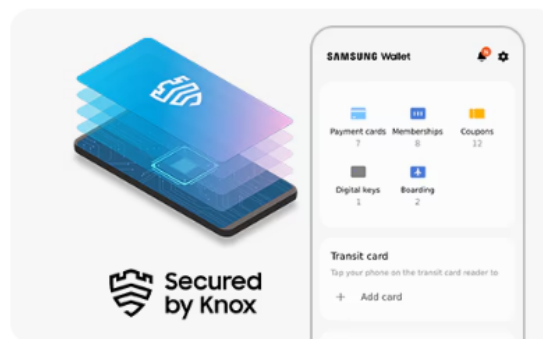 Secured
by Knox
SAMSUNG Wallet
Payment cards
7
Memberships
8
Coupons
12
Digital keys
1
Boarding
2
Transit card
Tap your phone on the transit card reader to
+ Add card